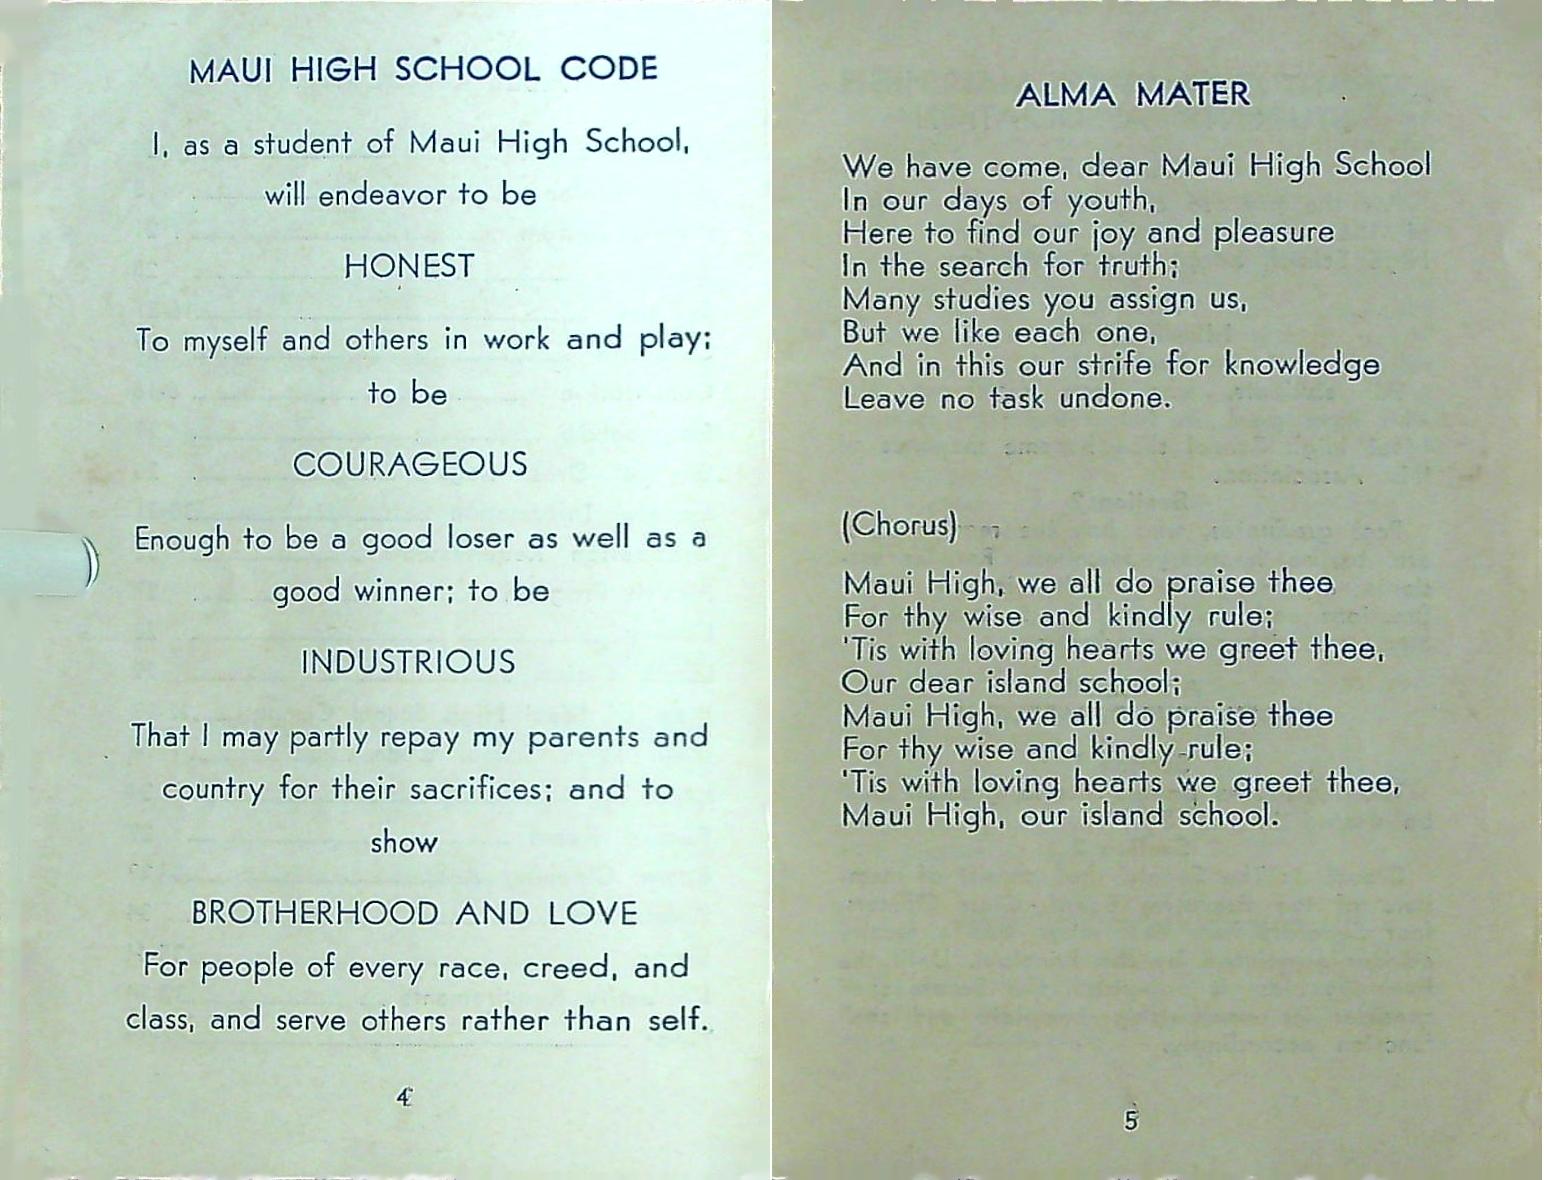 MAUI HIGH SCHOOL CODE
I, as a student of Maui High School,
will endeavor to be
HONEST
To myself and others in work and play;
to be
COURAGEOUS
Enough to be a good loser as well as a
good winner; to be
INDUSTRIOUS
That I may partly repay my parents and
country for their sacrifices; and to
show
BROTHERHOOD AND LOVE
For people of every race, creed, and
class, and serve others rather than self.
4
ALMA MATER
We have come, dear Maui High School
In our days of youth,
Here to find our joy and pleasure
In the search for truth;
Many studies you assign us,
But we like each one,
And in this our strife for knowledge
Leave no task undone.
(Chorus)
Maui High, we all do praise thee
For thy wise and kindly rule;
'Tis with loving hearts we greet thee,
Our dear island school;
Maui High, we all do praise thee
For thy wise and kindly rule;
'Tis with loving hearts we greet thee,
Maui High, our island school.
5